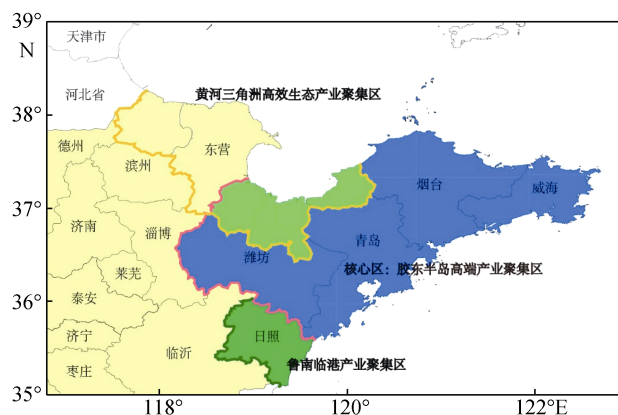 39°
N
天津市
河北省
38°
黄河三角洲高效生态产业聚集区
德州
滨州
东营
烟台
威海
37°
济南
淄博
青岛
潍坊
核心区：胶东半岛高端产业聚集区
莱芜
泰安
36°
济宁
日照
临沂
鲁南临港产业聚集区
枣庄
35°
118°
120°
122°E